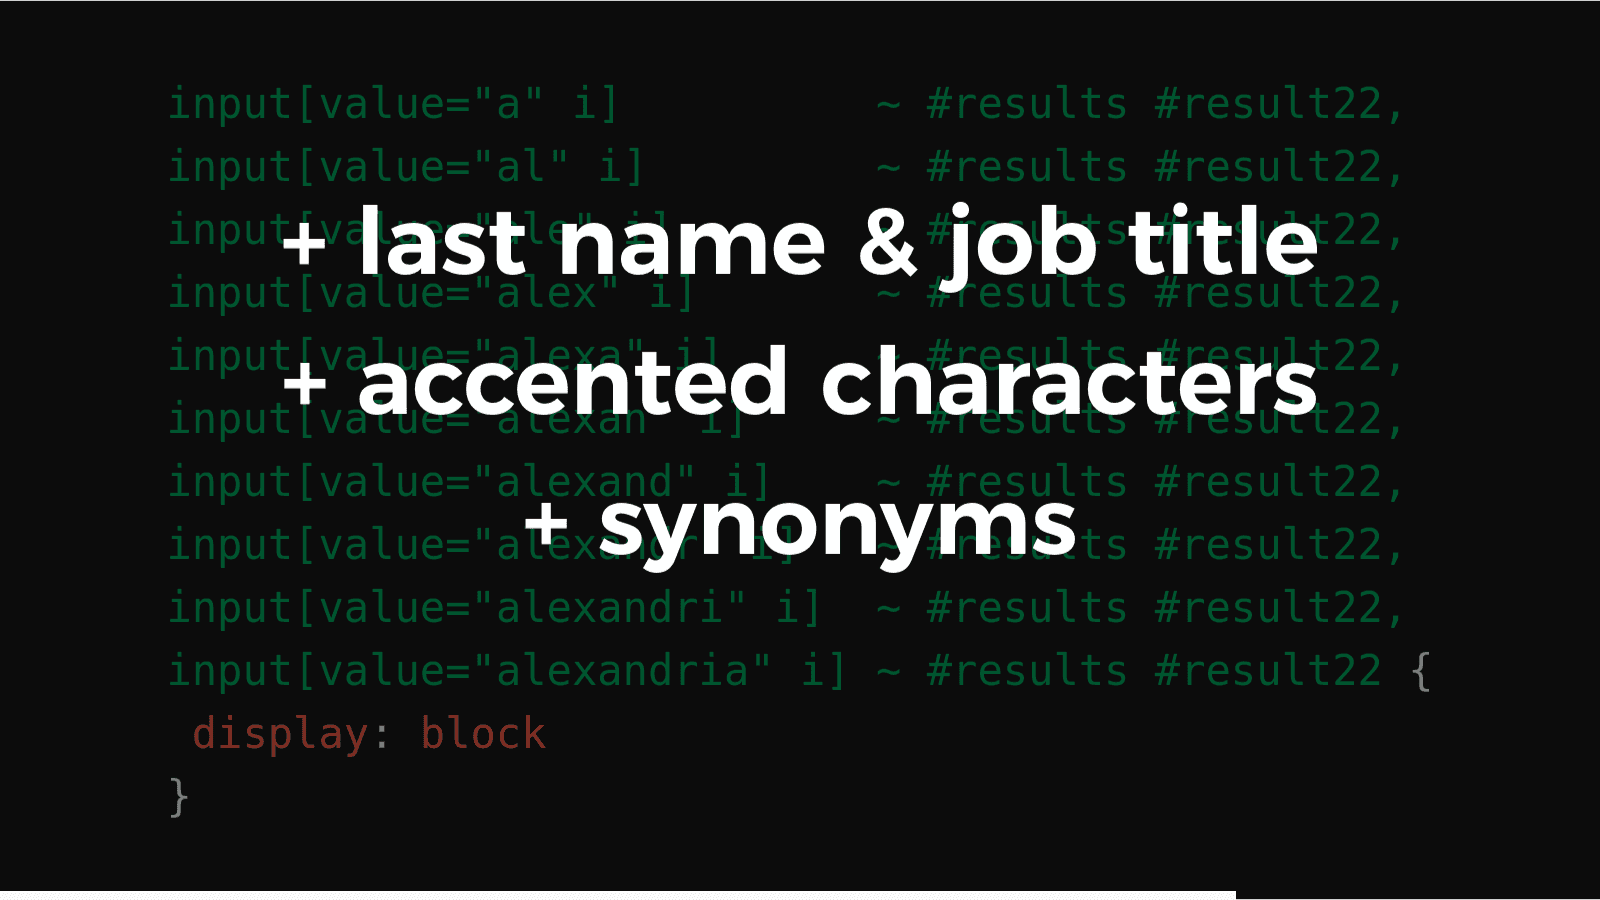 input[value="a" i] ~ #results #result22,
input[value="al" i] ~ #results #result22,
input[value="ale" i] ~ #results #result22,
+ last name & job title
input[value="alex" i] ~ #results #result22,
input[value="alexa" i] ~ #results #result22,
+ accented characters
input[value="alexan" i] ~ #results #result22,
input[value="alexand" i] ~ #results #result22,
+ synonyms
input[value="alexandr" i] ~ #results #result22,
input[value="alexandri" i] ~ #results #result22,
input[value="alexandria" i] ~ #results #result22 {
display: block
}